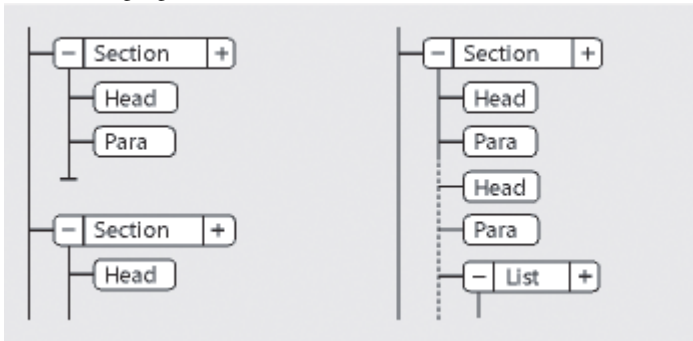 − Section +
Head
Para
− Section +
Head
− Section +
Head
Para
Head
Para
− List +